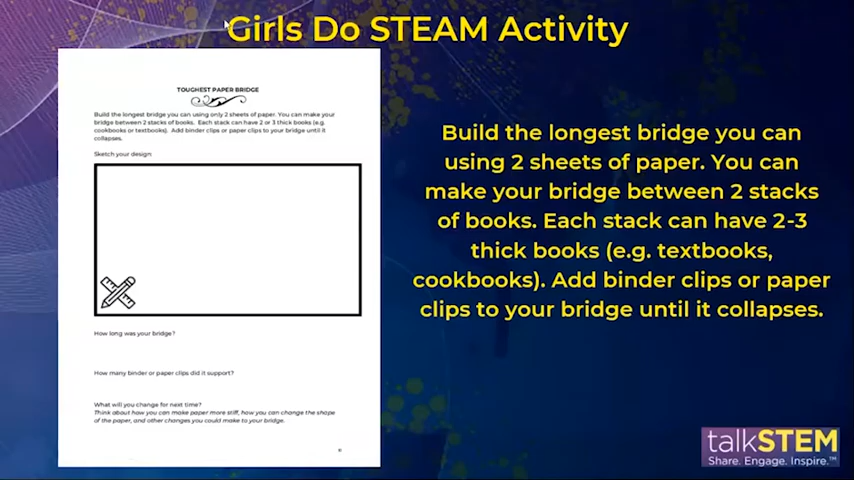 Girls Do STEAM Activity
TOUGHEST PAPER BRIDGE
Build the longest bridge you can using only 2 sheets of paper. You can make your
bridge between 2 stacks of books. Each stack can have 2 or 3 thick books (e.g.
cookbooks or textbooks). Add binder clips or paper clips to your bridge until it
collapses.
Sketch your design:
How long was your bridge?
How many binder or paper clips did it support?
What will you change for next time?
Think about how you can make paper more stiff, how you can change the shape
of the paper, and other changes you could make to your bridge.
Build the longest bridge you can
using 2 sheets of paper. You can
make your bridge between 2 stacks
of books. Each stack can have 2-3
thick books (e.g. textbooks,
cookbooks). Add binder clips or paper
clips to your bridge until it collapses.
talkSTEM
Share. Engage. Inspire.™